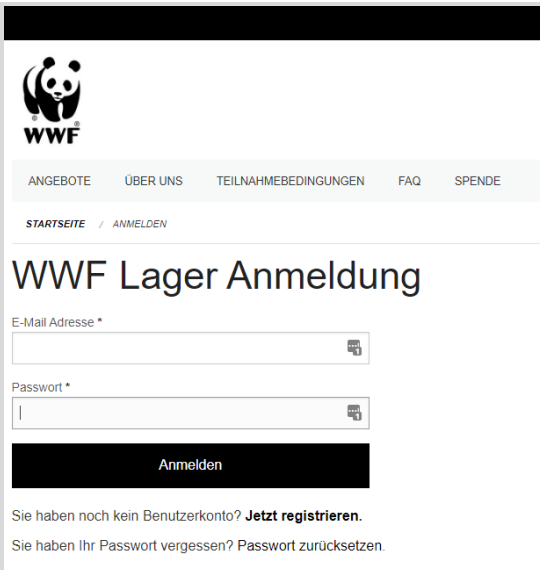 WWF
ANGEBOTE ÜBER UNS TEILNAHMEBEDINGUNGEN FAQ SPENDE
STARTSEITE / ANMELDEN
WWF Lager Anmeldung
E-Mail Adresse *
Passwort *
Anmelden
Sie haben noch kein Benutzerkonto? Jetzt registrieren.
Sie haben Ihr Passwort vergessen? Passwort zurücksetzen.